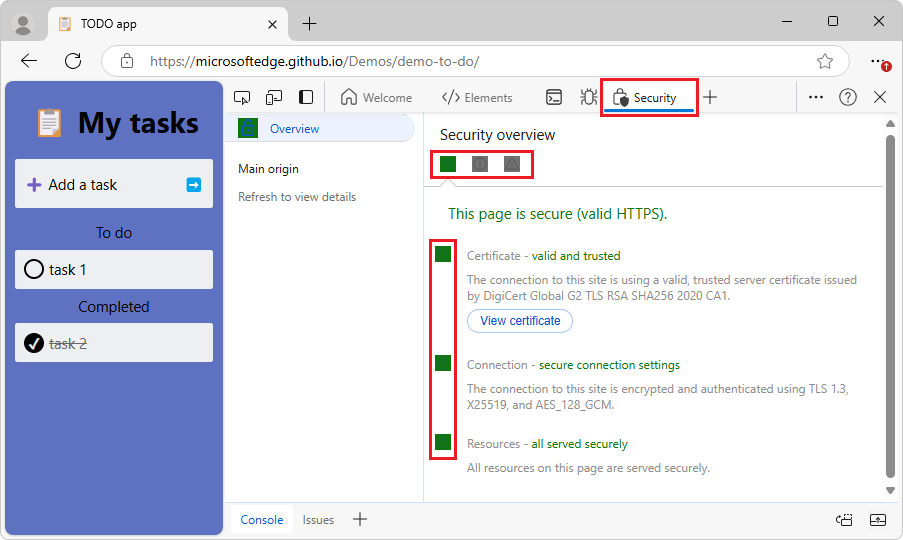 TODO app
https://microsoftedge.github.io/Demos/demo-to-do/
My tasks
Add a task
To do
task 1
Completed
task 2
Welcome
Elements
Security
Overview
Main origin
Refresh to view details
Security overview
This page is secure (valid HTTPS).
Certificate - valid and trusted
The connection to this site is using a valid, trusted server certificate issued
by DigiCert Global G2 TLS RSA SHA256 2020 CA1.
View certificate
Connection - secure connection settings
The connection to this site is encrypted and authenticated using TLS 1.3,
X25519, and AES_128_GCM.
Resources - all served securely
All resources on this page are served securely.
Console
Issues